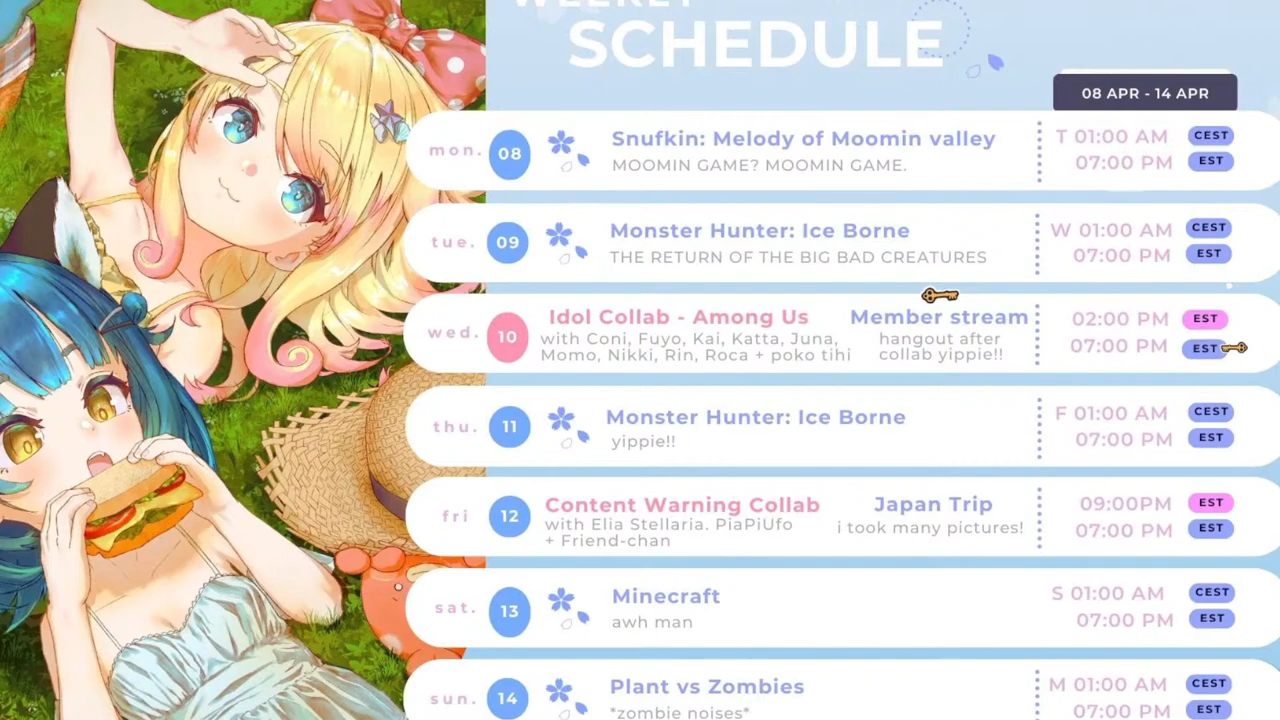 WEEKLY
SCHEDULE
08 APR - 14 APR
mon. 08
Snufkin: Melody of Moomin valley
MOOMIN GAME? MOOMIN GAME.
T 01:00 AM CEST
07:00 PM EST
tue. 09
Monster Hunter: Ice Borne
THE RETURN OF THE BIG BAD CREATURES
W 01:00 AM CEST
07:00 PM EST
wed. 10
Idol Collab - Among Us
with Coni, Fuyo, Kai, Katta, Juna,
Momo, Nikki, Rin, Roca + poko tihi
Member stream
hangout after
collab yippie!!
02:00 PM EST
07:00 PM EST
thu. 11
Monster Hunter: Ice Borne
yippie!!
F 01:00 AM CEST
07:00 PM EST
fri 12
Content Warning Collab
with Elia Stellaria. PiaPiUfo
+ Friend-chan
Japan Trip
i took many pictures!
09:00PM EST
07:00 PM EST
sat. 13
Minecraft
awh man
S 01:00 AM CEST
07:00 PM EST
sun. 14
Plant vs Zombies
*zombie noises*
M 01:00 AM CEST
07:00 PM EST